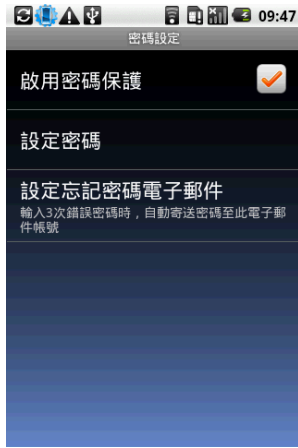 09:47
密碼設定
啟用密碼保護
設定密碼
設定忘記密碼電子郵件
輸入3次錯誤密碼時，自動寄送密碼至此電子郵
件帳號